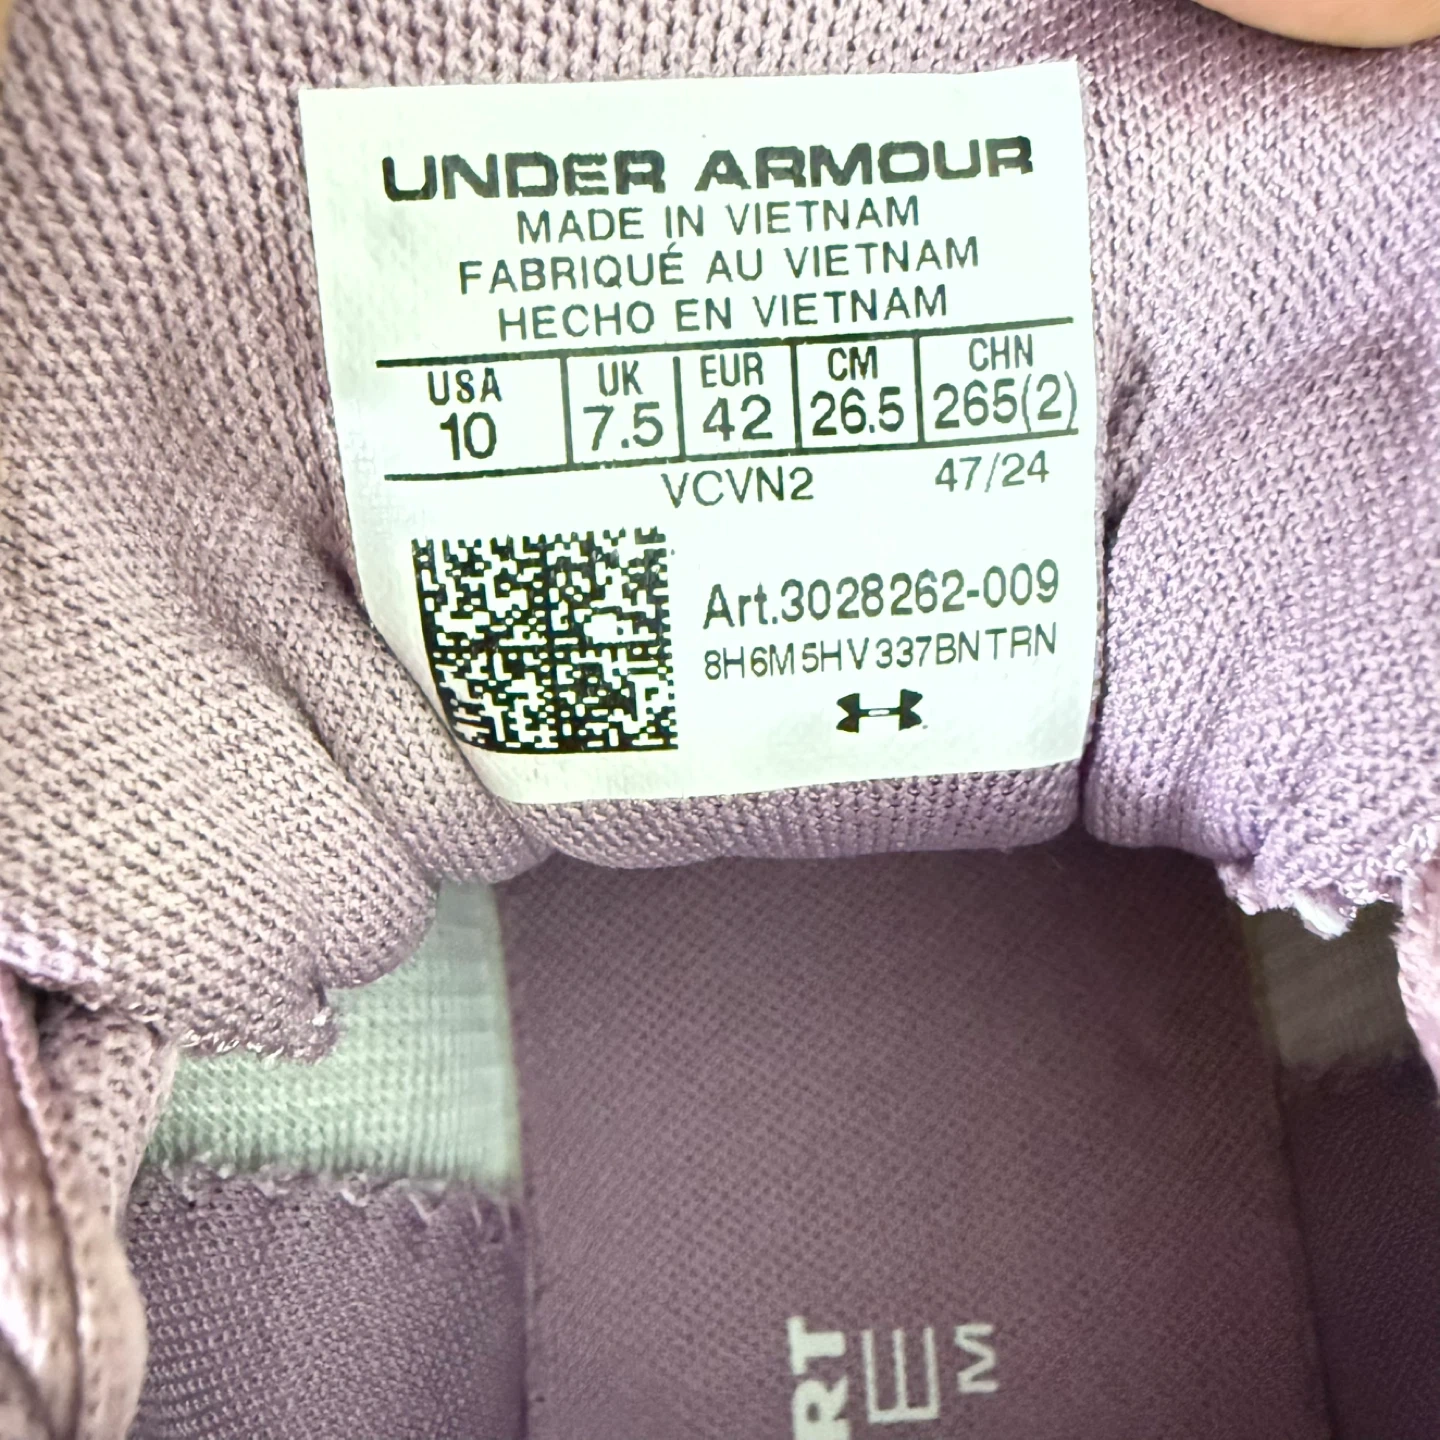 UNDER ARMOUR
MADE IN VIETNAM
FABRIQUÉ AU VIETNAM
HECHO EN VIETNAM
USA UK EUR CM CHN
10 7.5 42 26.5 265(2)
VCVN2 47/24
Art.3028262-009
8H6M5HV337BNTRN